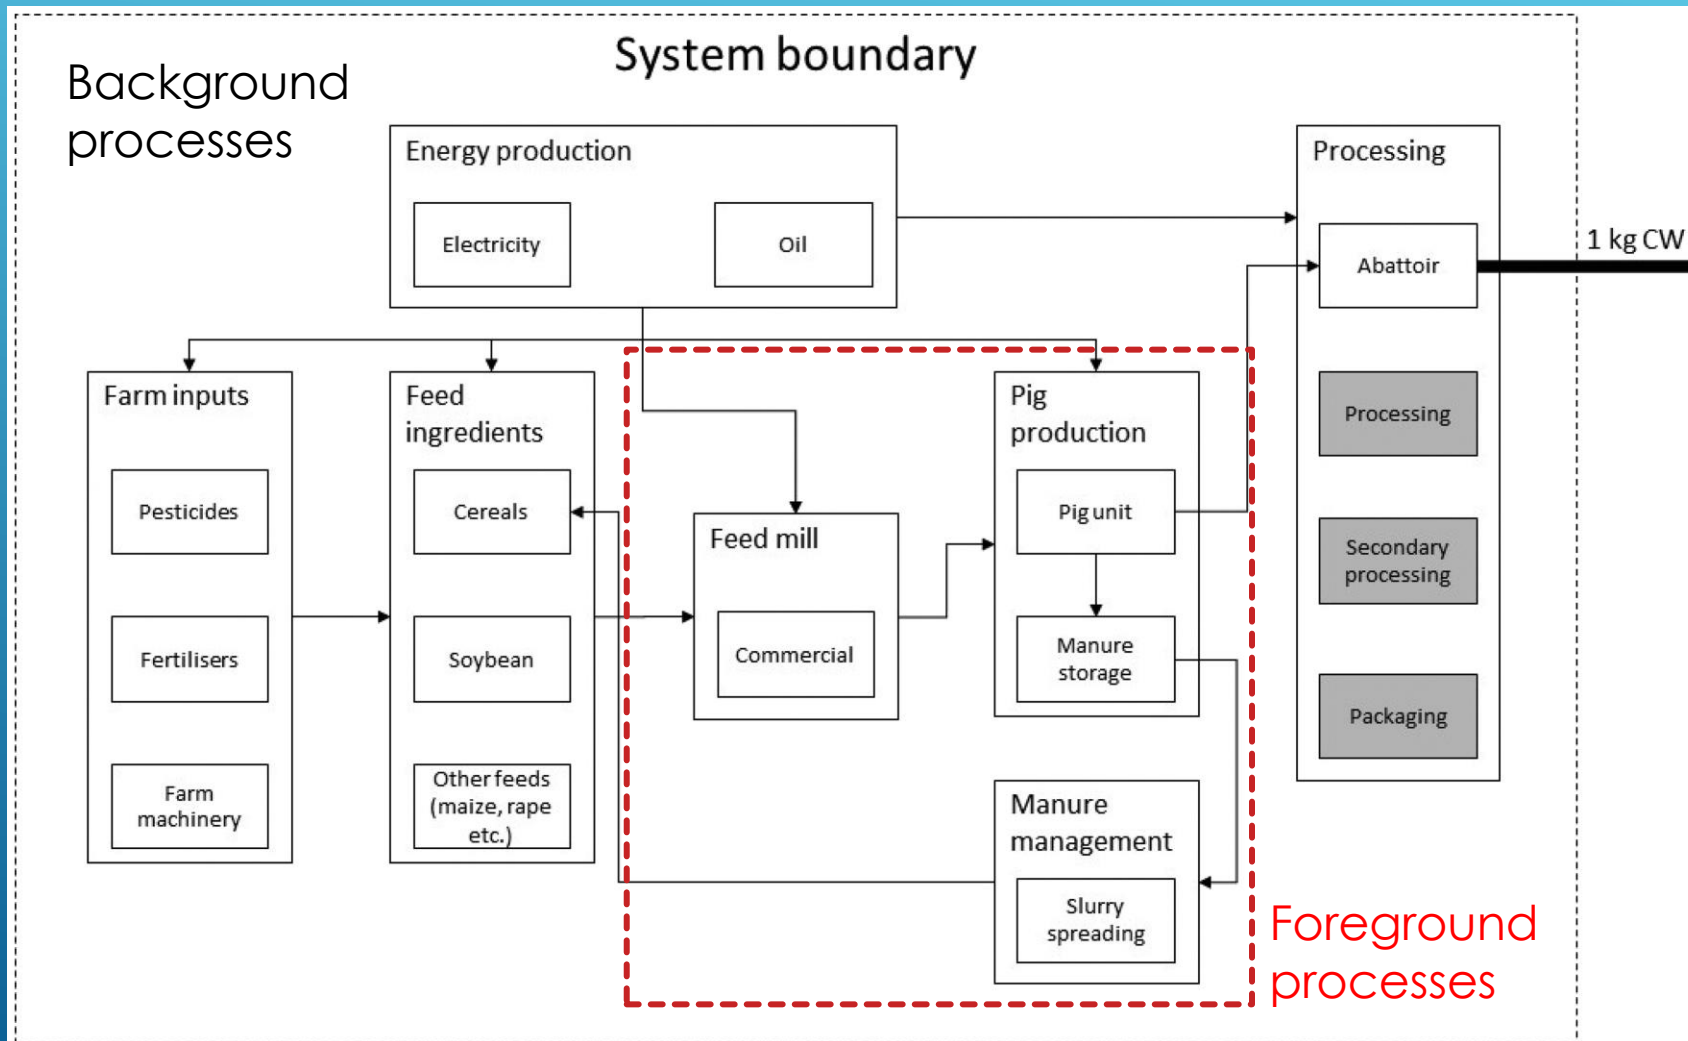 System boundary
Background
processes
Energy production
Electricity
Oil
Processing
Abattoir
1 kg CW
Processing
Secondary
processing
Packaging
Farm inputs
Pesticides
Fertilisers
Farm
machinery
Feed
ingredients
Cereals
Soybean
Other feeds
(maize, rape
etc.)
Feed mill
Commercial
Pig
production
Pig unit
Manure
storage
Manure
management
Slurry
spreading
Foreground
processes